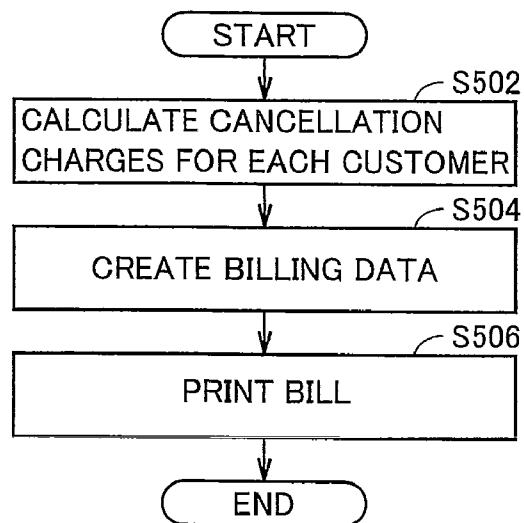 START
S502
CALCULATE CANCELLATION
CHARGES FOR EACH CUSTOMER
S504
CREATE BILLING DATA
S506
PRINT BILL
END